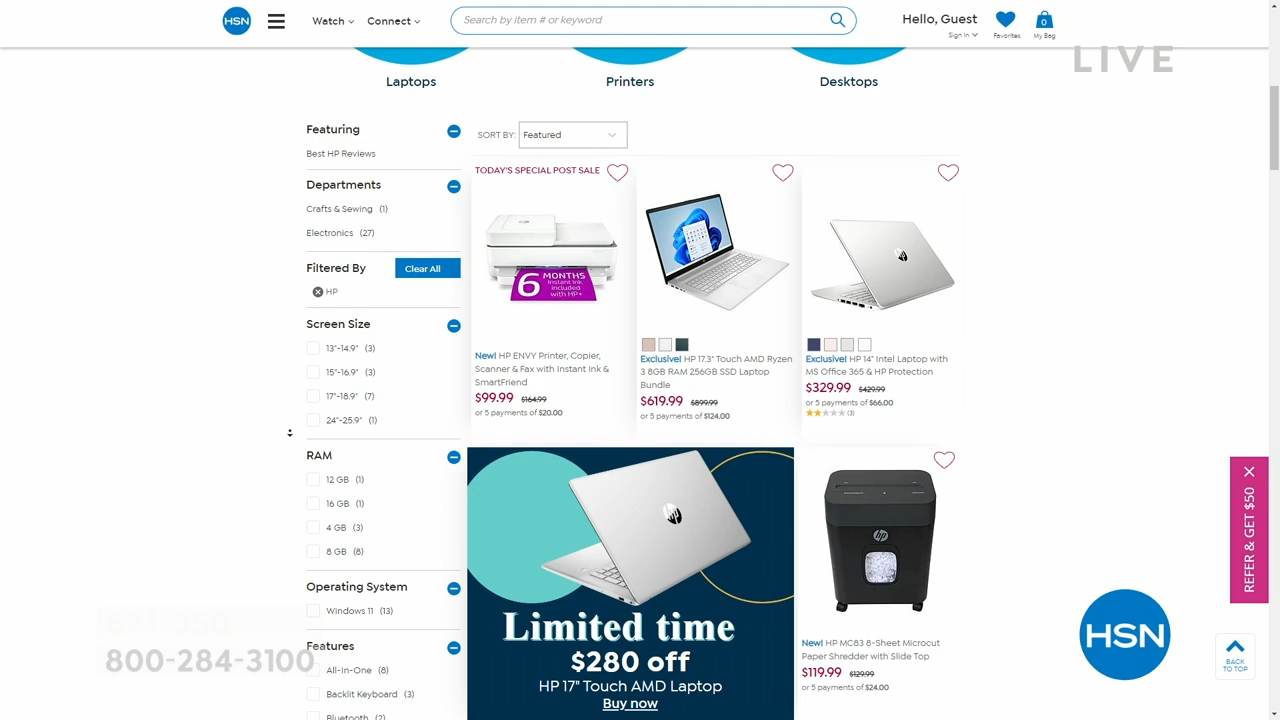 HSN
Watch
Connect
Search by item # or keyword
Hello, Guest
Sign In
Favorites
0
My Bag
LIVE
Laptops
Printers
Desktops
Featuring
Best HP Reviews
Departments
Crafts & Sewing (1)
Electronics (27)
Filtered By
Clear All
HP
Screen Size
13"-14.9" (3)
15"-16.9" (3)
17"-18.9" (7)
24"-25.9" (1)
RAM
12 GB (1)
16 GB (1)
4 GB (3)
8 GB (8)
Operating System
Windows 11 (13)
Features
All-In-One (8)
Backlit Keyboard (3)
Bluetooth (2)
800-284-3100
SORT BY:
Featured
TODAY'S SPECIAL POST SALE
6 MONTHS
Instant Ink
included
with HP+
New! HP ENVY Printer, Copier,
Scanner & Fax with Instant Ink &
SmartFriend
$99.99 $164.99
or 5 payments of $20.00
Exclusive! HP 17.3" Touch AMD Ryzen
3 8GB RAM 256GB SSD Laptop
Bundle
$619.99 $899.99
or 5 payments of $124.00
hp
Exclusive! HP 14" Intel Laptop with
MS Office 365 & HP Protection
$329.99 $429.99
or 5 payments of $66.00
(3)
hp
Limited time
$280 off
HP 17" Touch AMD Laptop
Buy now
hp
New! HP MC83 8-Sheet Microcut
Paper Shredder with Slide Top
$119.99 $129.99
or 5 payments of $24.00
REFER & GET $50
HSN
BACK
TO TOP